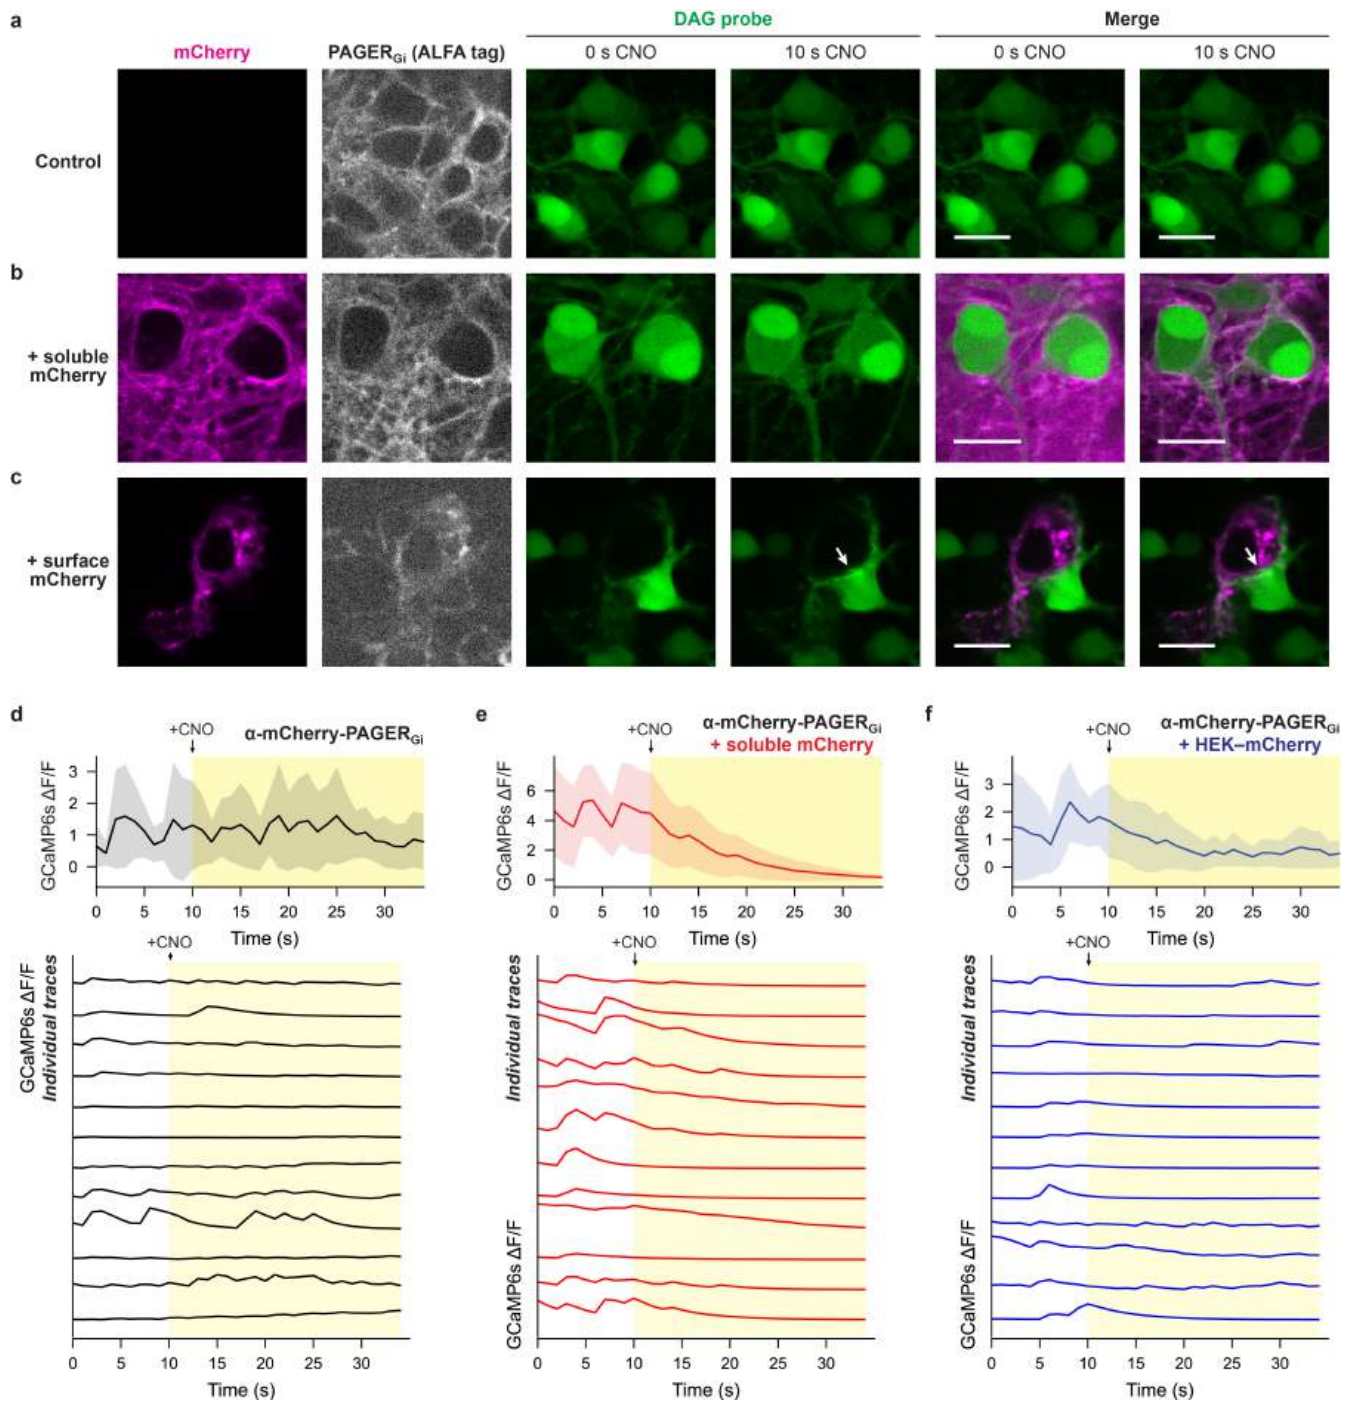 a
DAG probe
Merge
mCherry
PAGERGi (ALFA tag)
0 s CNO
10 s CNO
0 s CNO
10 s CNO
Control
b
+ soluble
mCherry
c
+ surface
mCherry
d
+CNO
α-mCherry-PAGERGi
GCaMP6s ΔF/F
3
2
1
0
0 5 10 15 20 25 30
Time (s)
+CNO
GCaMP6s ΔF/F
Individual traces
0 5 10 15 20 25 30
Time (s)
e
+CNO
α-mCherry-PAGERGi
+ soluble mCherry
GCaMP6s ΔF/F
6
4
2
0
0 5 10 15 20 25 30
Time (s)
+CNO
Individual traces
GCaMP6s ΔF/F
0 5 10 15 20 25 30
Time (s)
f
+CNO
α-mCherry-PAGERGi
+ HEK–mCherry
GCaMP6s ΔF/F
3
2
1
0
0 5 10 15 20 25 30
Time (s)
+CNO
Individual traces
GCaMP6s ΔF/F
0 5 10 15 20 25 30
Time (s)